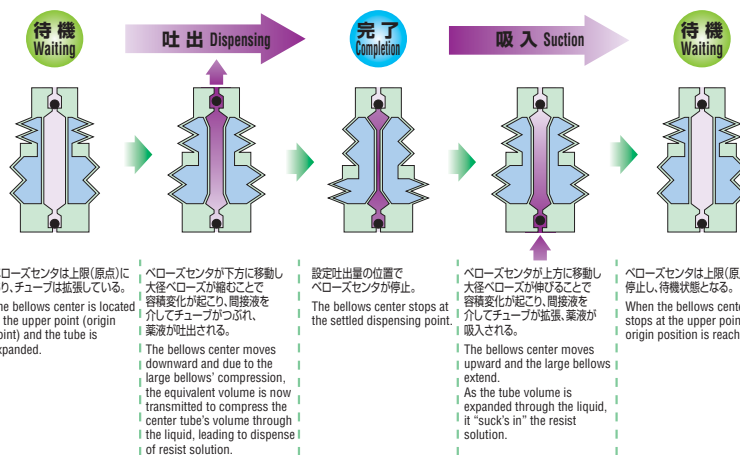 待機
Waiting
吐出 Dispensing
完了
Completion
吸入 Suction
待機
Waiting
ローズセンタは上限(原点)に
り、チューブは拡張している。
he bellows center is located
the upper point (origin
oint) and the tube is
xpanded.
ベローズセンタが下方に移動し
大径ベローズが縮むことで
容積変化が起こり、間接液を
介してチューブがつぶれ、
薬液が吐出される。
The bellows center moves
downward and due to the
large bellows' compression,
the equivalent volume is now
transmitted to compress the
center tube's volume through
the liquid, leading to dispense
of resist solution.
設定吐出量の位置で
ベローズセンタが停止。
The bellows center stops at
the settled dispensing point.
ベローズセンタが上方に移動し
大径ベローズが伸びることで
容積変化が起こり、間接液を
介してチューブが拡張、薬液が
吸入される。
The bellows center moves
upward and the large bellows
extend.
As the tube volume is
expanded through the liquid,
it "suck's in" the resist
solution.
ベローズセンタは上限(原
停止し、待機状態となる。
When the bellows cente
stops at the upper poin
origin position is reach